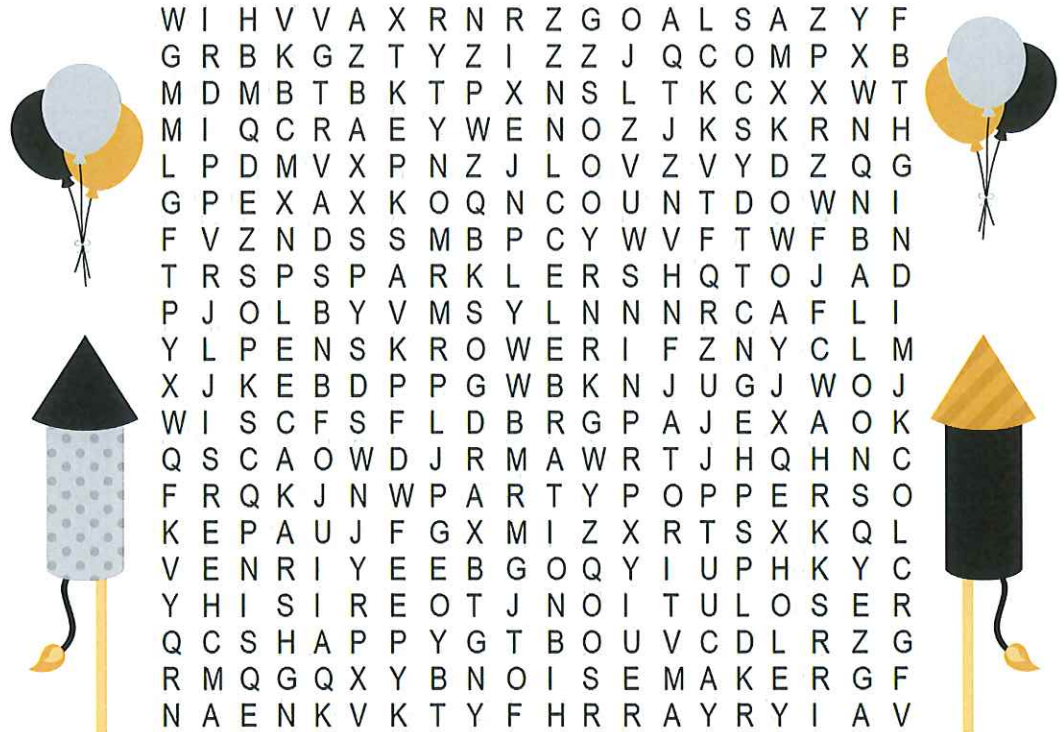 W I H V V A X R N R Z G O A L S A Z Y F
G R B K G Z T Y Z I Z Z J Q C O M P X B
M D M B T B K T P X N S L T K C X X W T
M I Q C R A E Y W E N O Z J K S K R N H
L P D M V X P N Z J L O V Z V Y D Z Q G
G P E X A X K O Q N C O U N T D O W N I
F V Z N D S S M B P C Y W V F T W F B N
T R S P S P A R K L E R S H Q T O J A D
P J O L B Y V M S Y L N N N R C A F L I
Y L P E N S K R O W E R I F Z N Y C L M
X J K E B D P P G W B K N J U G J W O J
W I S C F S F L D B R G P A J E X A O K
Q S C A O W D J R M A W R T J H Q H N C
F R Q K J N W P A R T Y P O P P E R S O
K E P A U J F G X M I Z X R T S X K Q L
V E N R I Y E E B G O Q Y I U P H K Y C
Y H I S I R E O T J N O I T U L O S E R
Q C S H A P P Y G T B O U V C D L R Z G
R M Q G Q X Y B N O I S E M A K E R G F
N A E N K V K T Y F H R R A Y R Y I A V